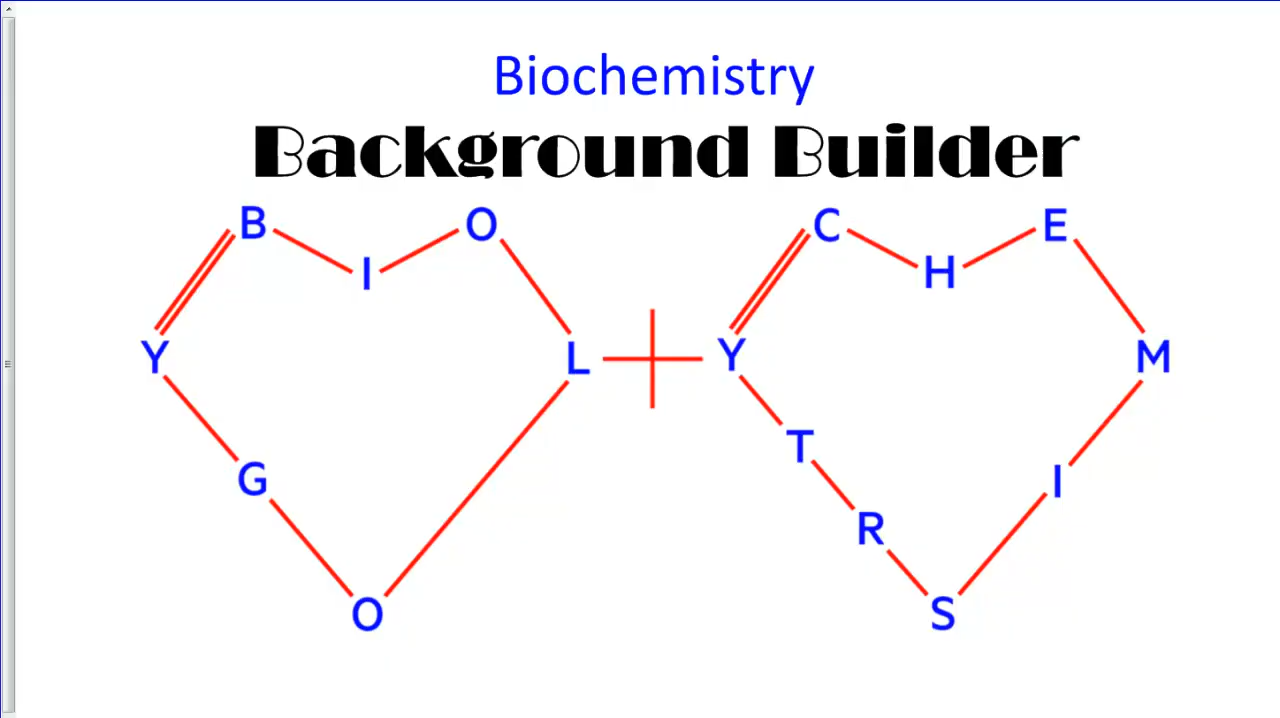 Biochemistry
Background Builder
B I O L O G Y
C H E M I S T R Y